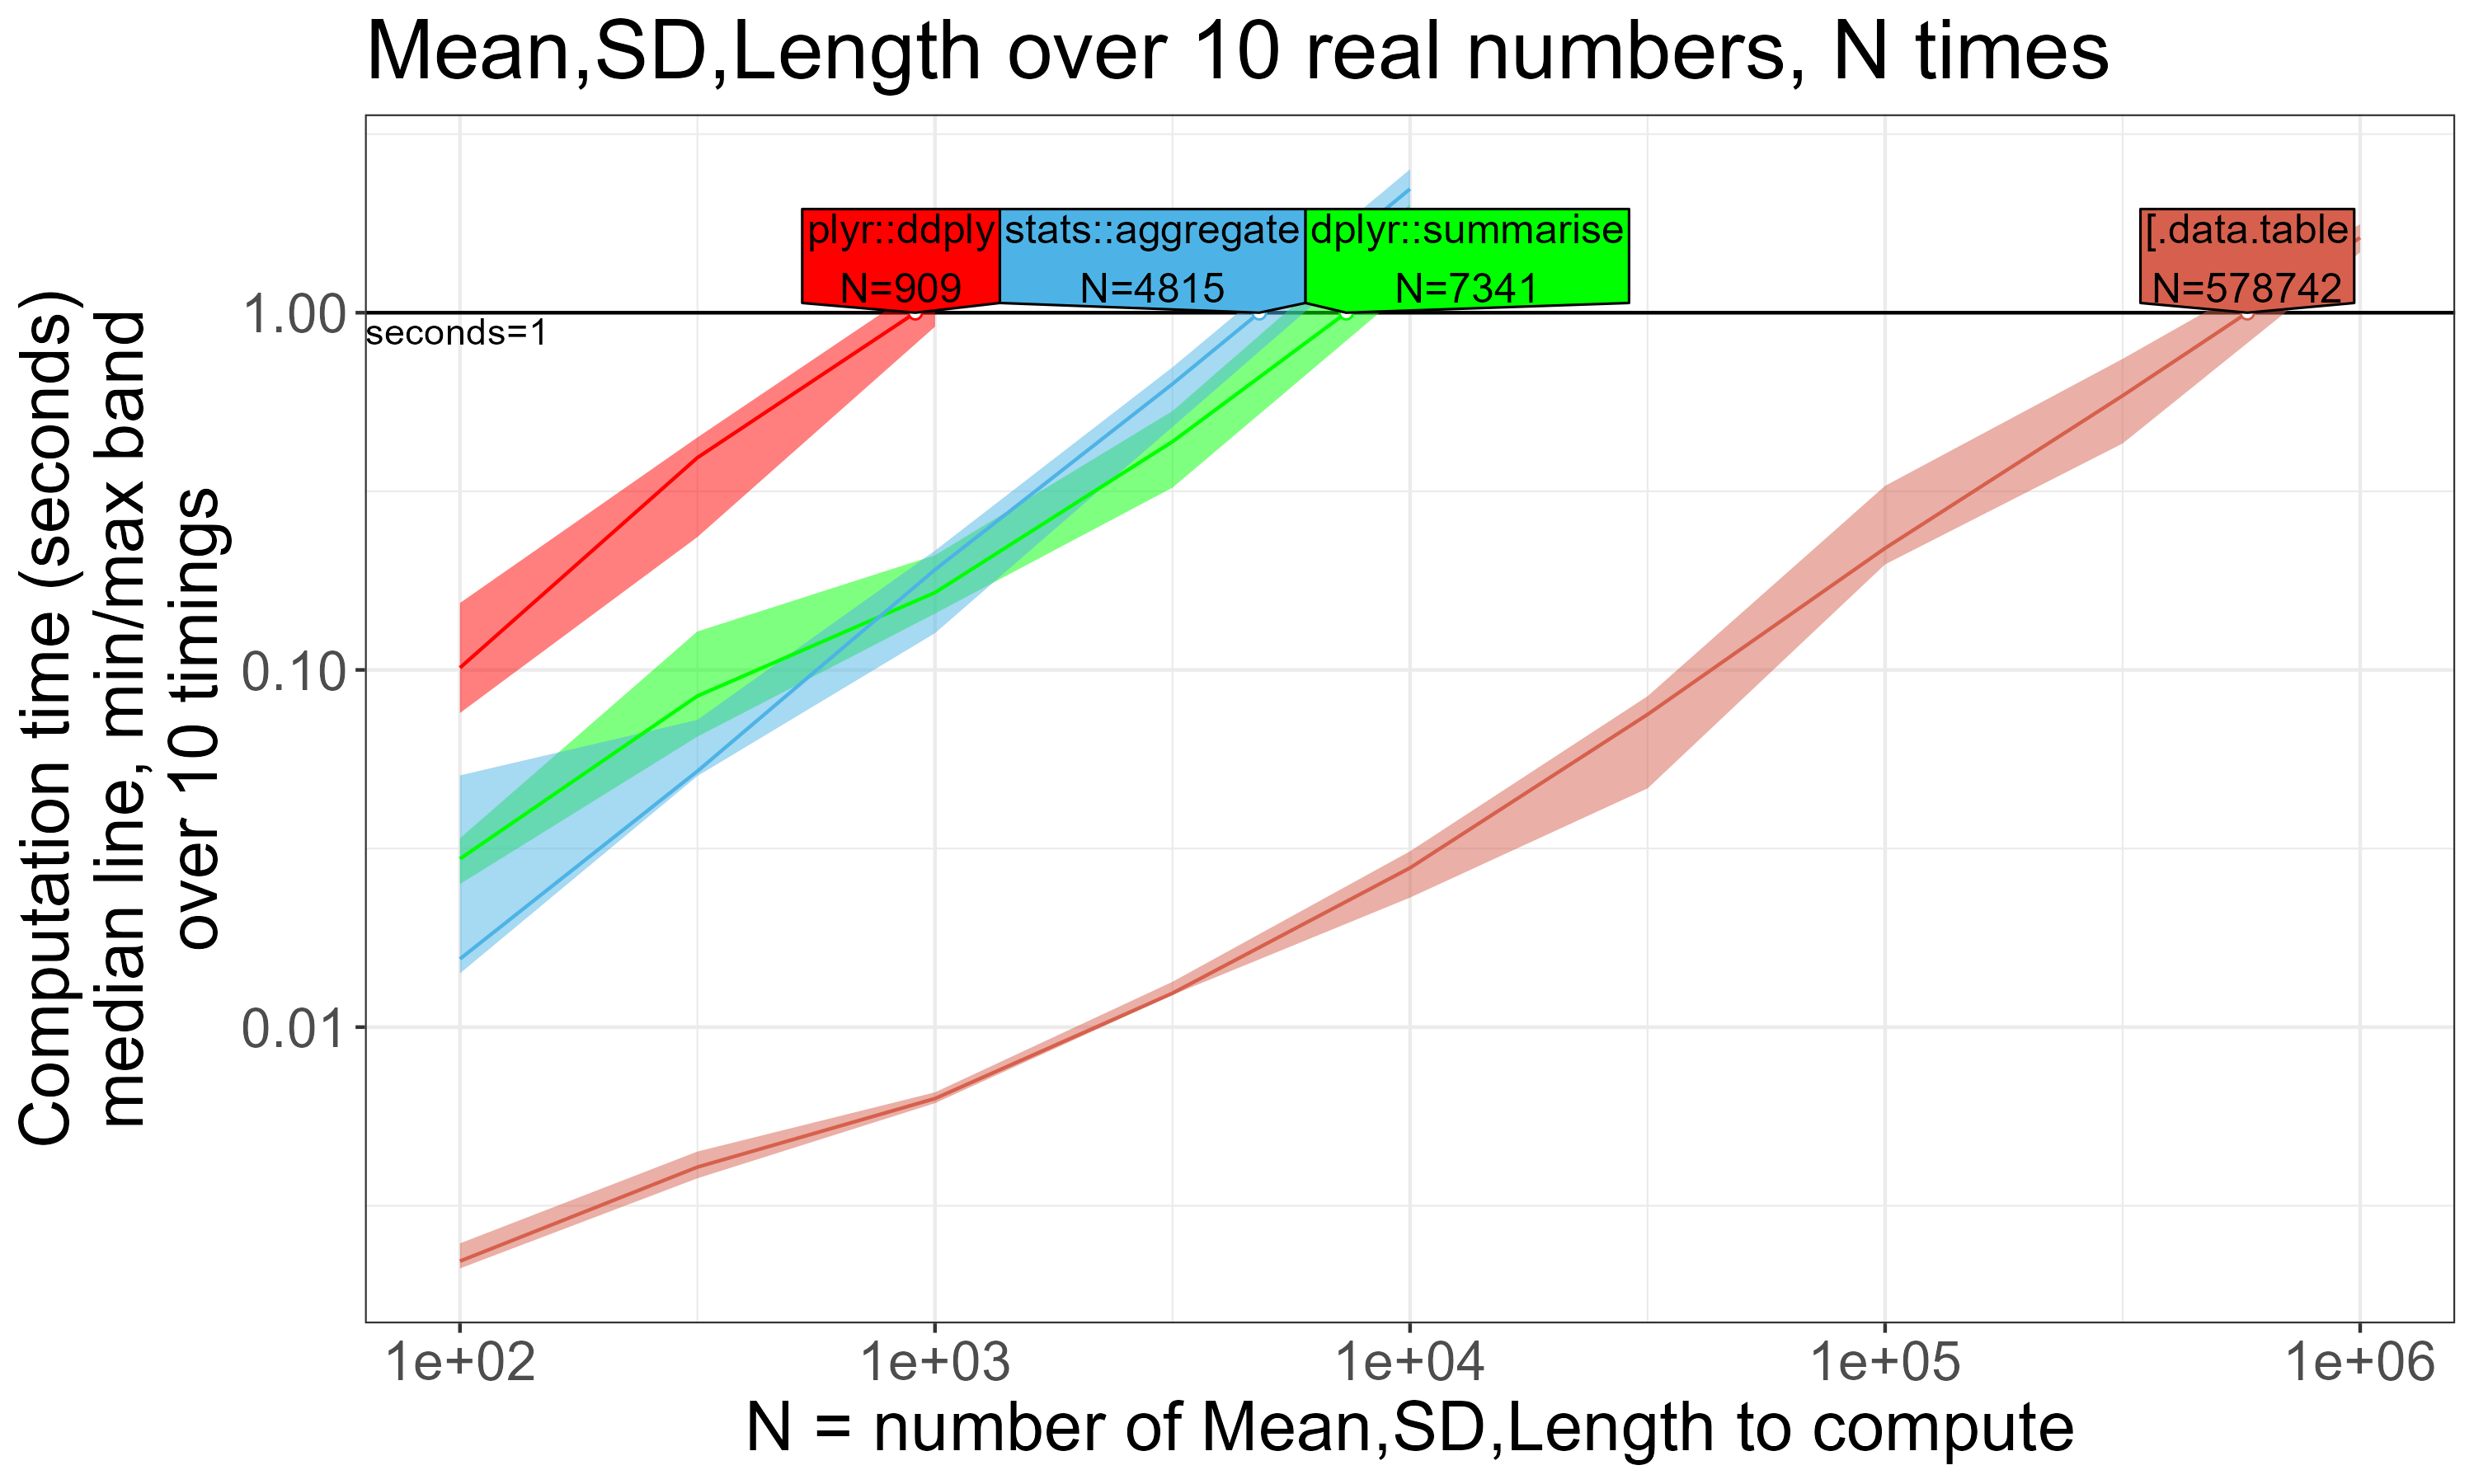 Mean,SD,Length over 10 real numbers, N times
Computation time (seconds)
median line, min/max band
over 10 timings
1.00
0.10
0.01
seconds=1
plyr::ddply
N=909
stats::aggregate
N=4815
dplyr::summarise
N=7341
[.data.table
N=578742
1e+02
1e+03
1e+04
1e+05
1e+06
N = number of Mean,SD,Length to compute